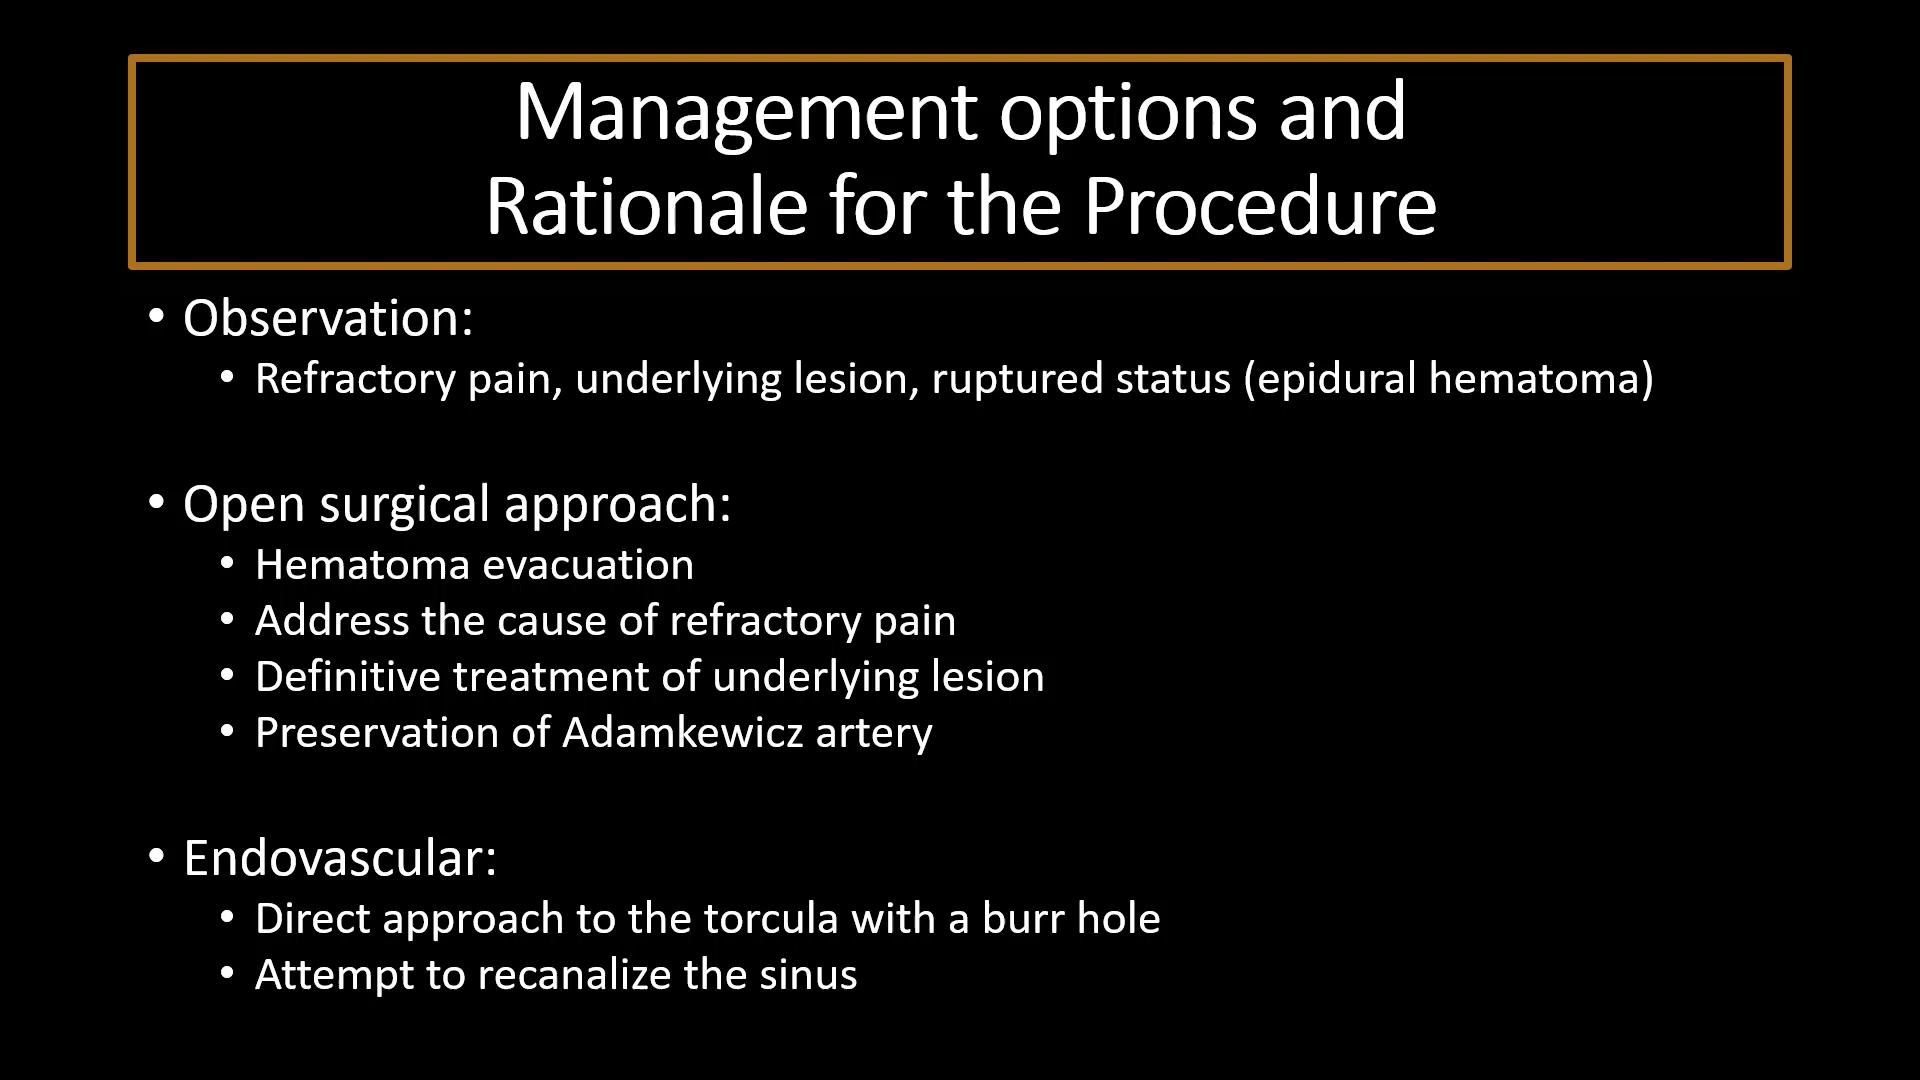 Management options and
Rationale for the Procedure
• Observation:
• Refractory pain, underlying lesion, ruptured status (epidural hematoma)
• Open surgical approach:
• Hematoma evacuation
• Address the cause of refractory pain
• Definitive treatment of underlying lesion
• Preservation of Adamkewicz artery
• Endovascular:
• Direct approach to the torcula with a burr hole
• Attempt to recanalize the sinus